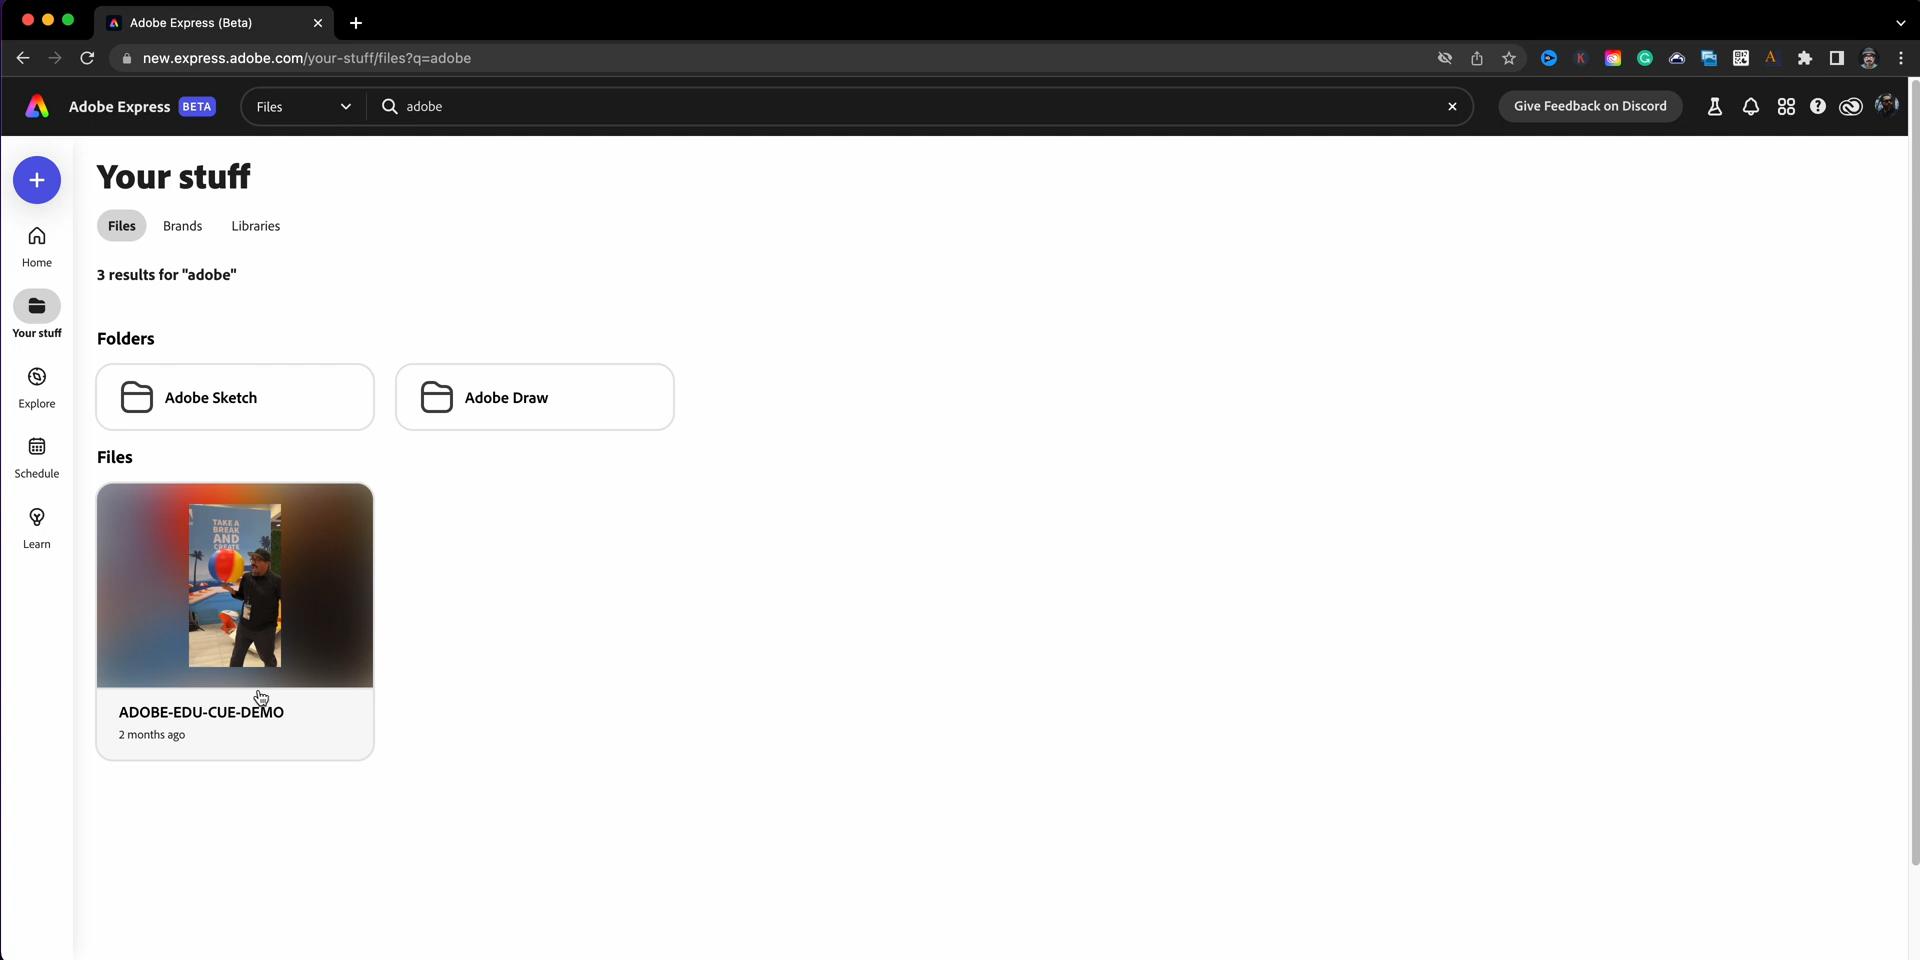 Adobe Express (Beta)
new.express.adobe.com/your-stuff/files?q=adobe
Adobe Express BETA
Files
adobe
Give Feedback on Discord
Your stuff
Files Brands Libraries
3 results for "adobe"
Home
Your stuff
Explore
Schedule
Learn
Folders
Adobe Sketch
Adobe Draw
Files
TAKE A
BREAK
AND
CREATE
ADOBE-EDU-CUE-DEMO
2 months ago